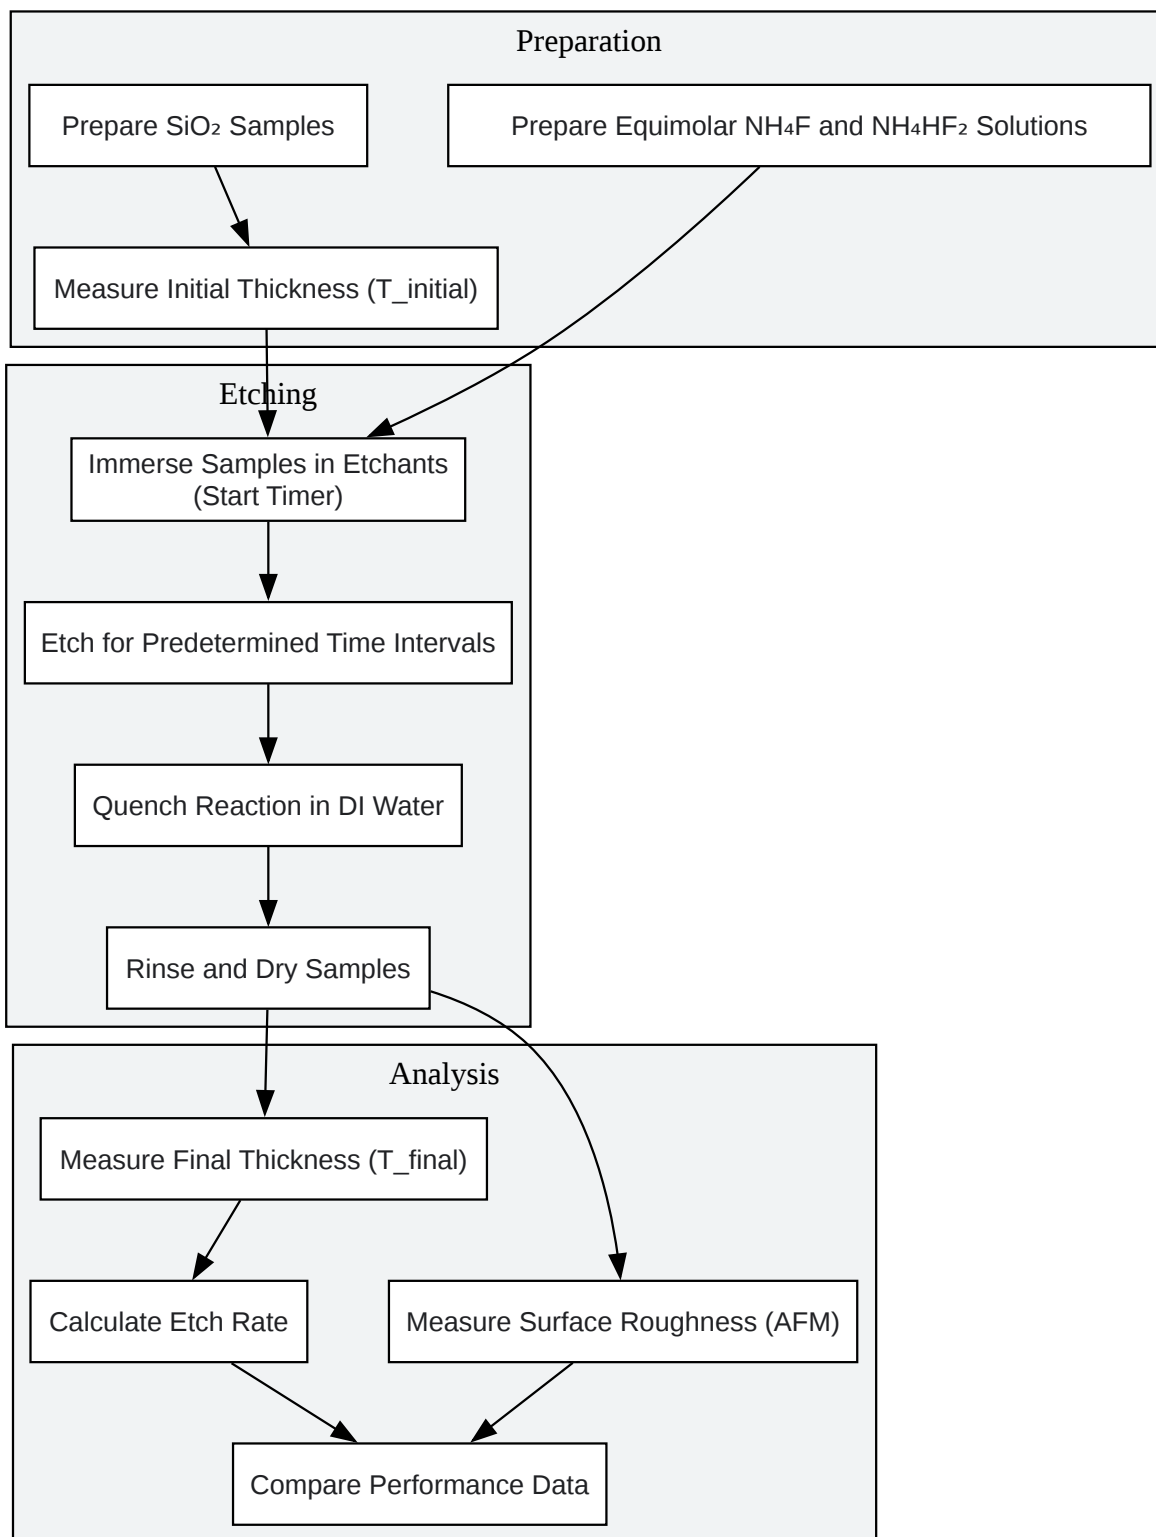 Preparation
Prepare SiO₂ Samples
Prepare Equimolar NH₄F and NH₄HF₂ Solutions
Measure Initial Thickness (T_initial)
Etching
Immerse Samples in Etchants
(Start Timer)
Etch for Predetermined Time Intervals
Quench Reaction in DI Water
Rinse and Dry Samples
Analysis
Measure Final Thickness (T_final)
Calculate Etch Rate
Measure Surface Roughness (AFM)
Compare Performance Data